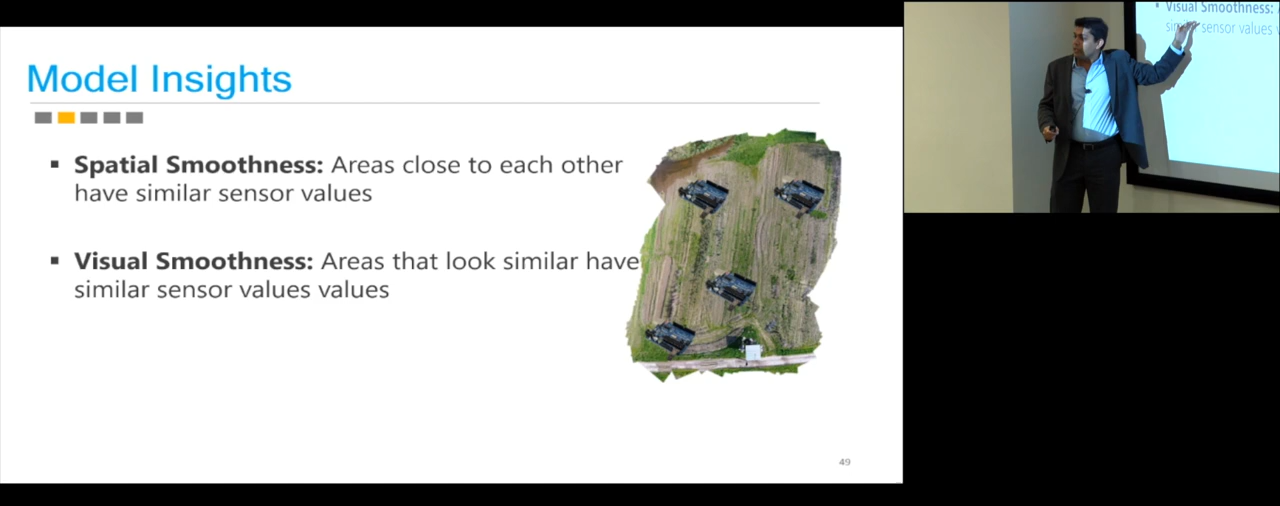 Model Insights
▪ Spatial Smoothness: Areas close to each other
have similar sensor values
▪ Visual Smoothness: Areas that look similar have
similar sensor values values
49
▪ Visual Smoothness:
similar sensor values